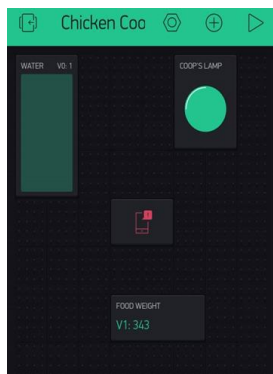 Chicken Coo
WATER V0: 1
COOP'S LAMP
FOOD WEIGHT
V1: 343